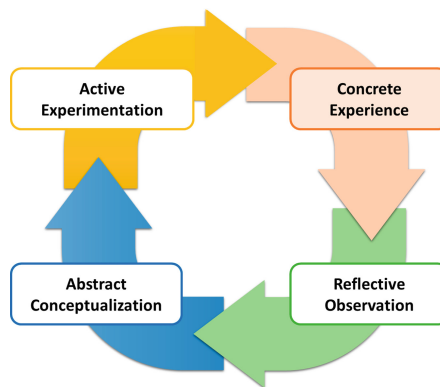 Active
Experimentation
Concrete
Experience
Abstract
Conceptualization
Reflective
Observation